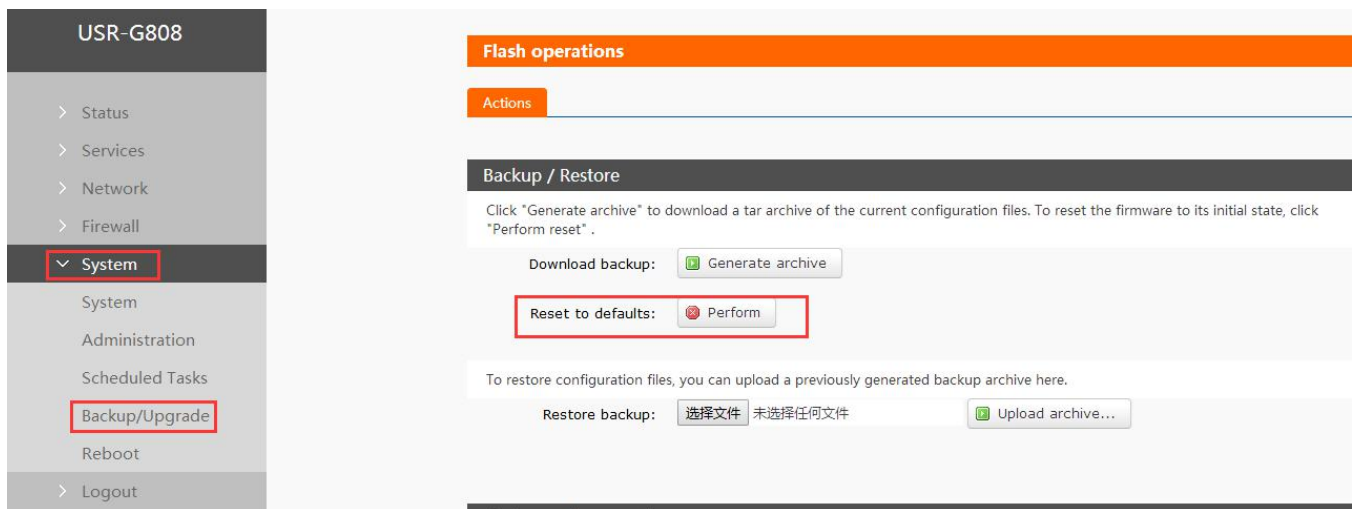 USR-G808
Status
Services
Network
Firewall
System
System
Administration
Scheduled Tasks
Backup/Upgrade
Reboot
Logout
Flash operations
Actions
Backup / Restore
Click "Generate archive" to download a tar archive of the current configuration files. To reset the firmware to its initial state, click
"Perform reset" .
Download backup: Generate archive
Reset to defaults: Perform
To restore configuration files, you can upload a previously generated backup archive here.
Restore backup: 选择文件 未选择任何文件 Upload archive...